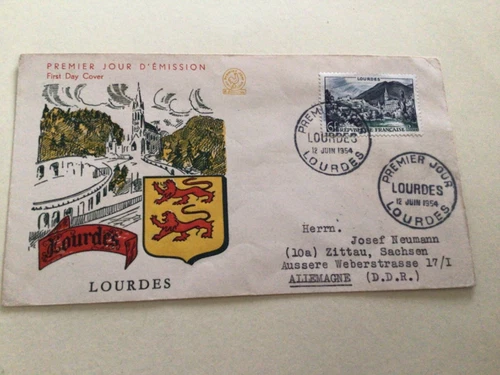 PREMIER JOUR D'ÉMISSION
First Day Cover
LOURDES
RÉPUBLIQUE FRANÇAISE
PREMIER JOUR
LOURDES
12 JUIN 1954
LOURDES
PREMIER JOUR
LOURDES
12 JUIN 1954
LOURDES
Lourdes
LOURDES
Herrn.
Josef Neumann
(10a) Zittau, Sachsen
Aussere Weberstrasse 17/I
ALLEMAGNE (D.D.R.)